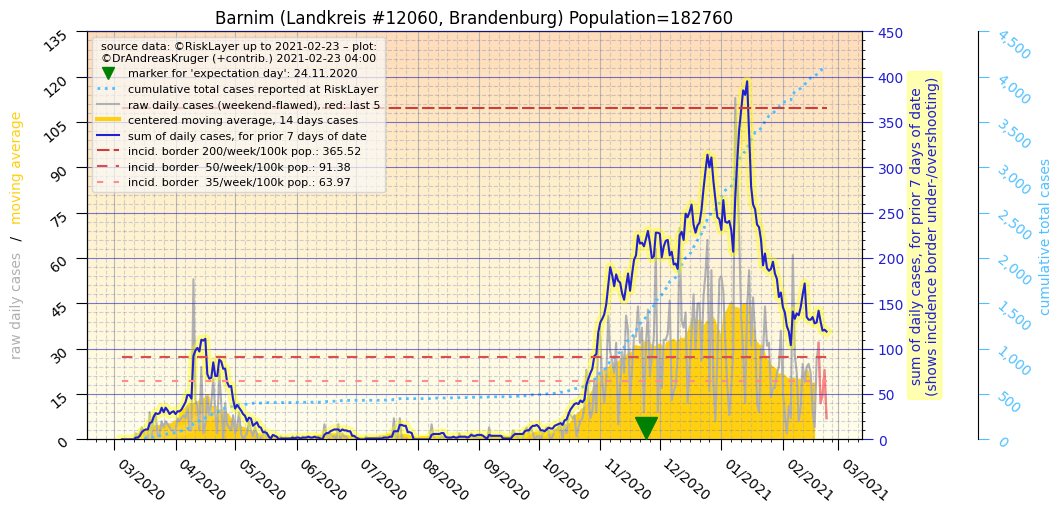 Barnim (Landkreis #12060, Brandenburg) Population=182760
source data: ©RiskLayer up to 2021-02-23 – plot:
©DrAndreasKruger (+contrib.) 2021-02-23 04:00
marker for 'expectation day': 24.11.2020
cumulative total cases reported at RiskLayer
raw daily cases (weekend-flawed), red: last 5
centered moving average, 14 days cases
sum of daily cases, for prior 7 days of date
incid. border 200/week/100k pop.: 365.52
incid. border  50/week/100k pop.: 91.38
incid. border  35/week/100k pop.: 63.97
raw daily cases  /  moving average
135
120
105
90
75
60
45
30
15
0
03/2020
04/2020
05/2020
06/2020
07/2020
08/2020
09/2020
10/2020
11/2020
12/2020
01/2021
02/2021
03/2021
450
400
350
300
250
200
150
100
50
0
sum of daily cases, for prior 7 days of date
(shows incidence border under-/overshooting)
4,500
4,000
3,500
3,000
2,500
2,000
1,500
1,000
500
0
cumulative total cases